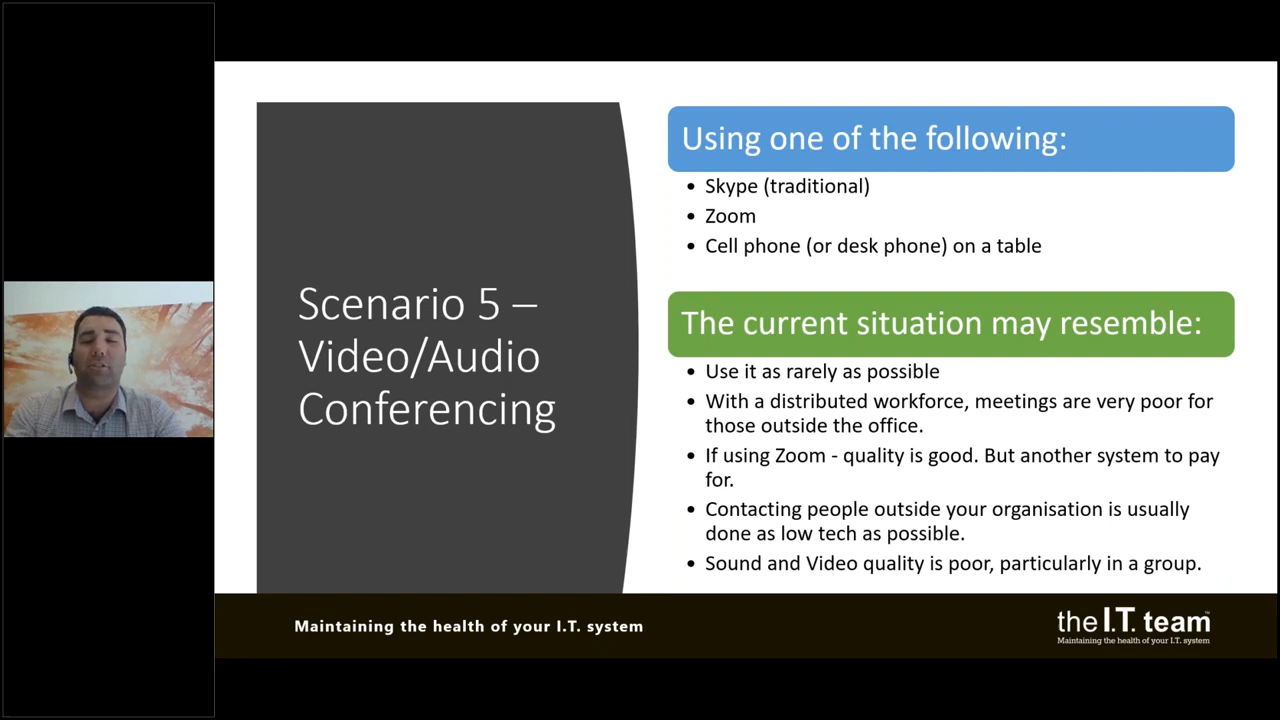 Scenario 5 –
Video/Audio
Conferencing
Using one of the following:
• Skype (traditional)
• Zoom
• Cell phone (or desk phone) on a table
The current situation may resemble:
• Use it as rarely as possible
• With a distributed workforce, meetings are very poor for
those outside the office.
• If using Zoom - quality is good. But another system to pay
for.
• Contacting people outside your organisation is usually
done as low tech as possible.
• Sound and Video quality is poor, particularly in a group.
Maintaining the health of your I.T. system
the I.T. team™
Maintaining the health of your I.T. system